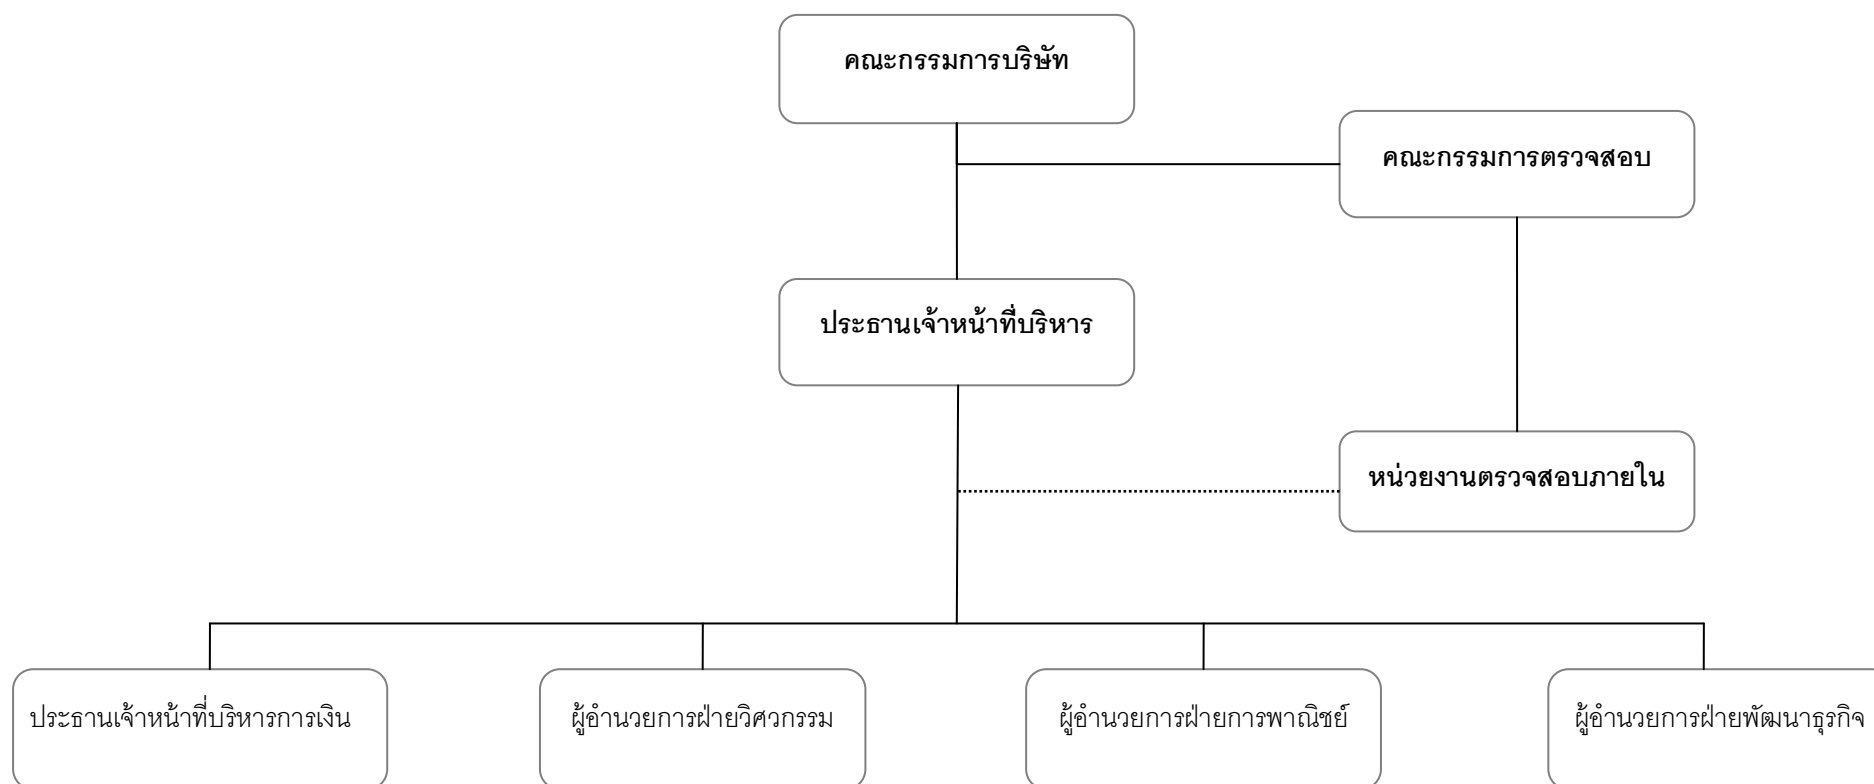 คณะกรรมการบริษัท
คณะกรรมการตรวจสอบ
ประธานเจ้าหน้าที่บริหาร
หน่วยงานตรวจสอบภายใน
ประธานเจ้าหน้าที่บริหารการเงิน
ผู้อำนวยการฝ่ายวิศวกรรม
ผู้อำนวยการฝ่ายการพาณิชย์
ผู้อำนวยการฝ่ายพัฒนาธุรกิจ